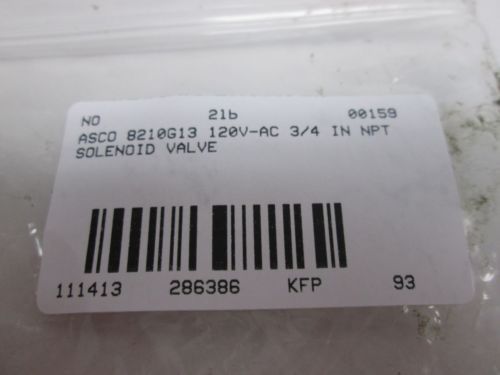 NO 21b 00159
ASCO 8210G13 120V-AC 3/4 IN NPT
SOLENOID VALVE
111413 286386 KFP 93